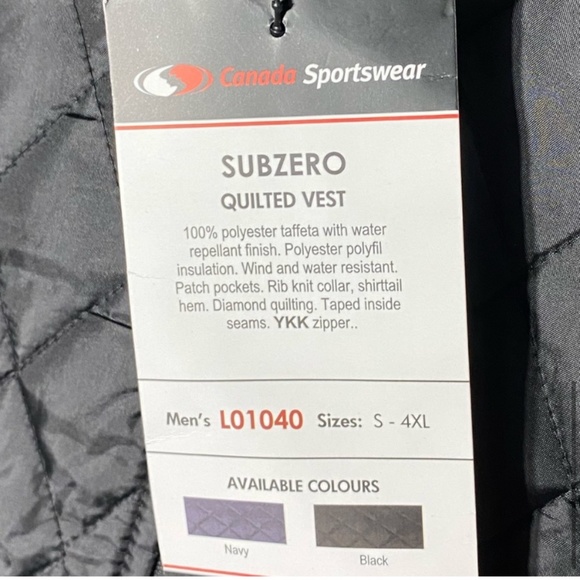 Canada Sportswear
SUBZERO
QUILTED VEST
100% polyester taffeta with water
repellant finish. Polyester polyfil
insulation. Wind and water resistant.
Patch pockets. Rib knit collar, shirttail
hem. Diamond quilting. Taped inside
seams. YKK zipper..
Men's L01040 Sizes: S - 4XL
AVAILABLE COLOURS
Navy
Black